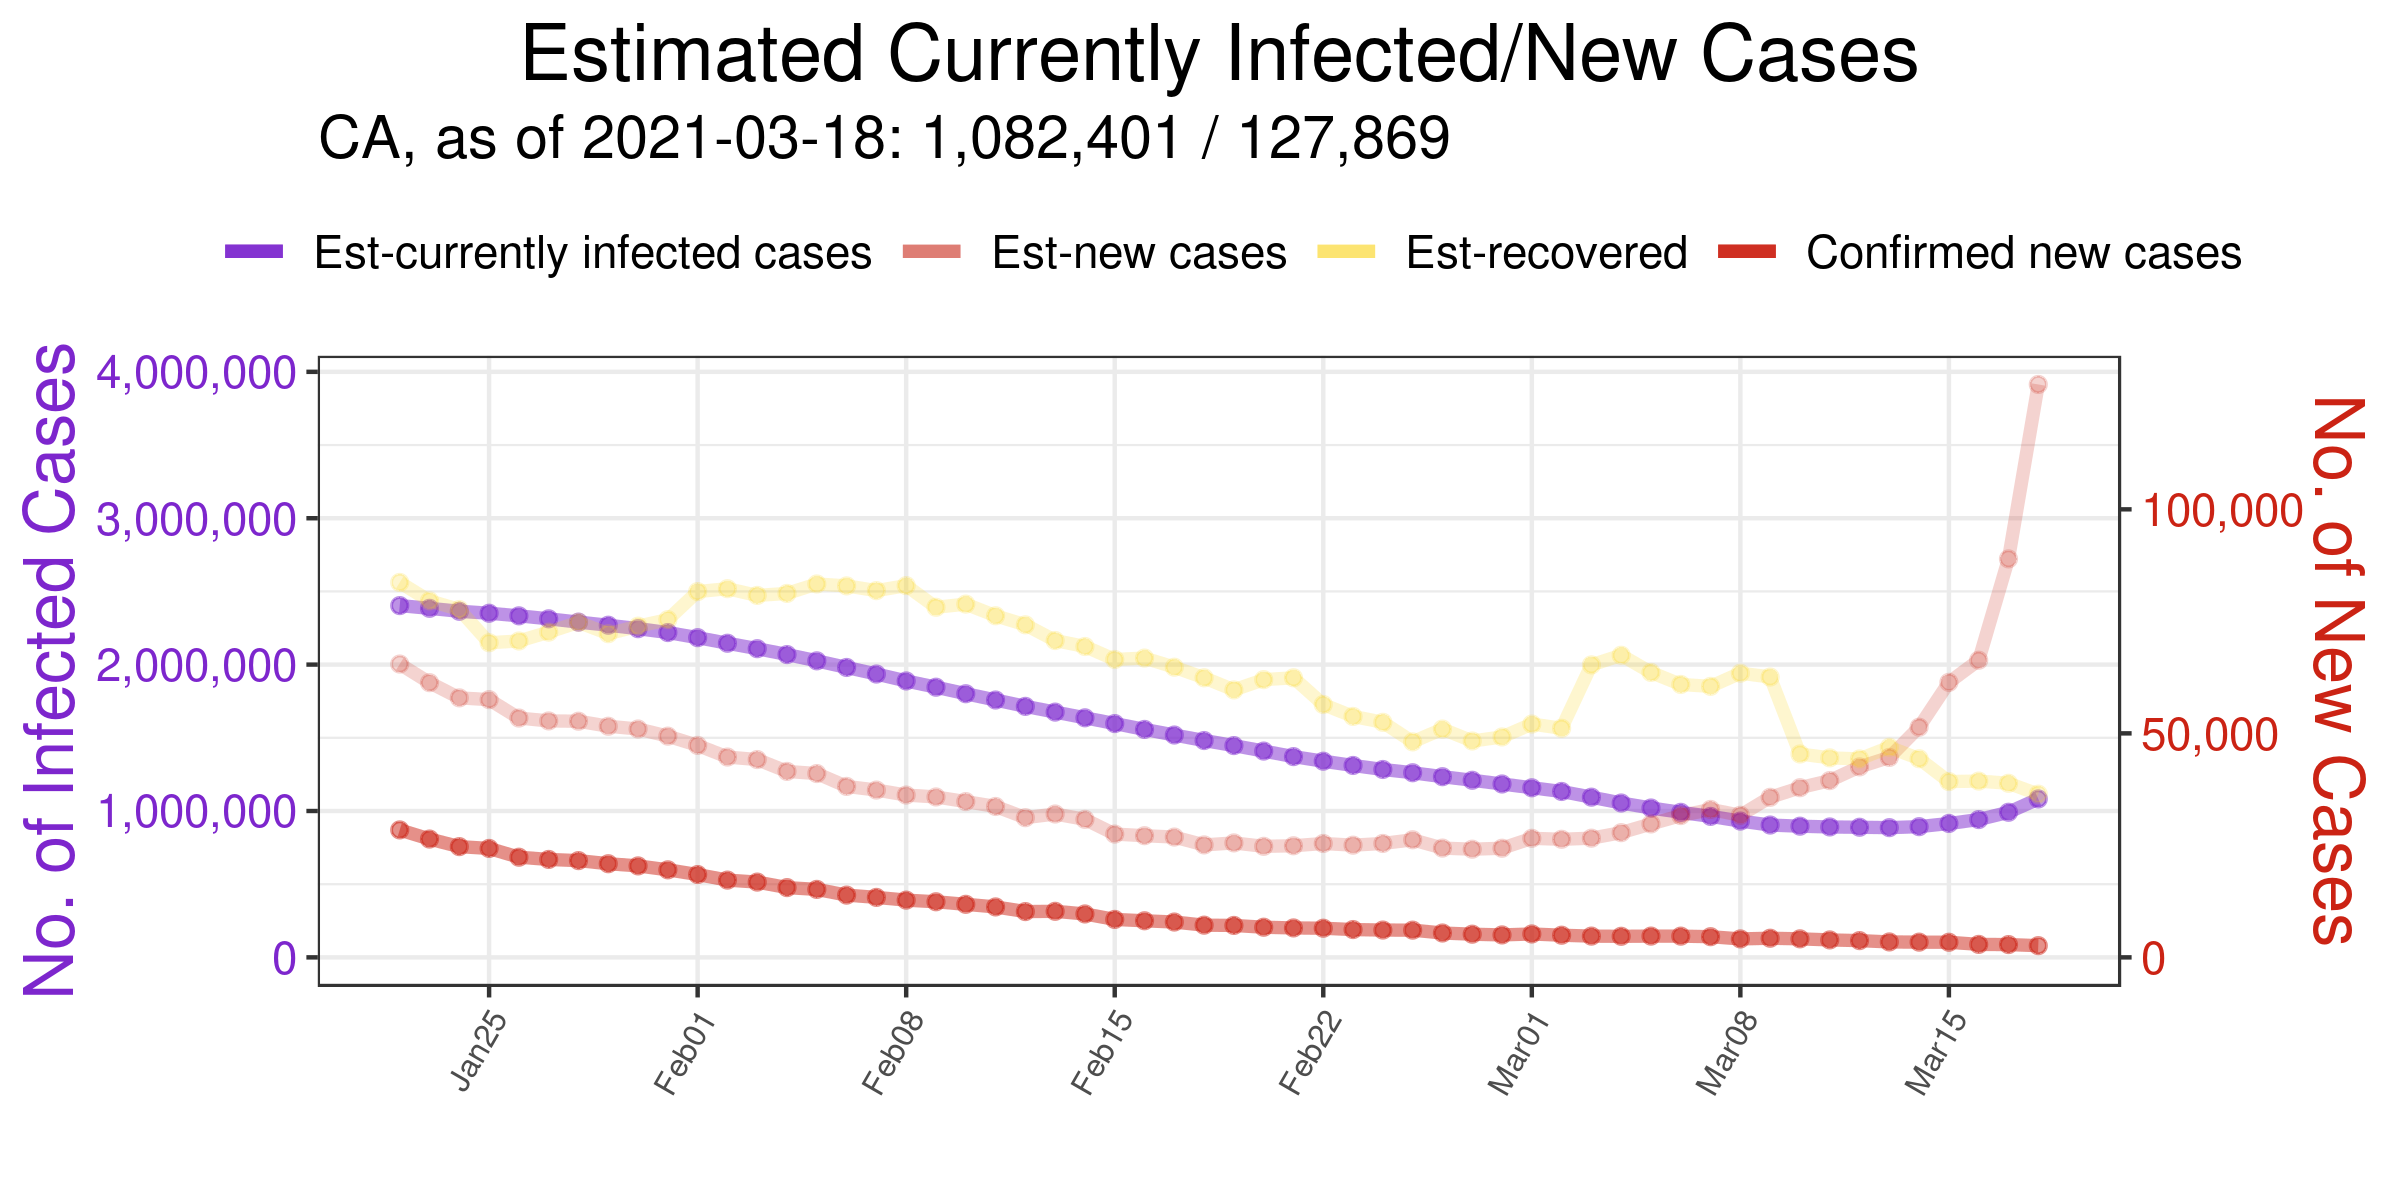 Estimated Currently Infected/New Cases
CA, as of 2021-03-18: 1,082,401 / 127,869
Est-currently infected cases Est-new cases Est-recovered Confirmed new cases
No. of Infected Cases
4,000,000
3,000,000
2,000,000
1,000,000
0
100,000
50,000
0
No. of New Cases
Jan25 Feb01 Feb08 Feb15 Feb22 Mar01 Mar08 Mar15